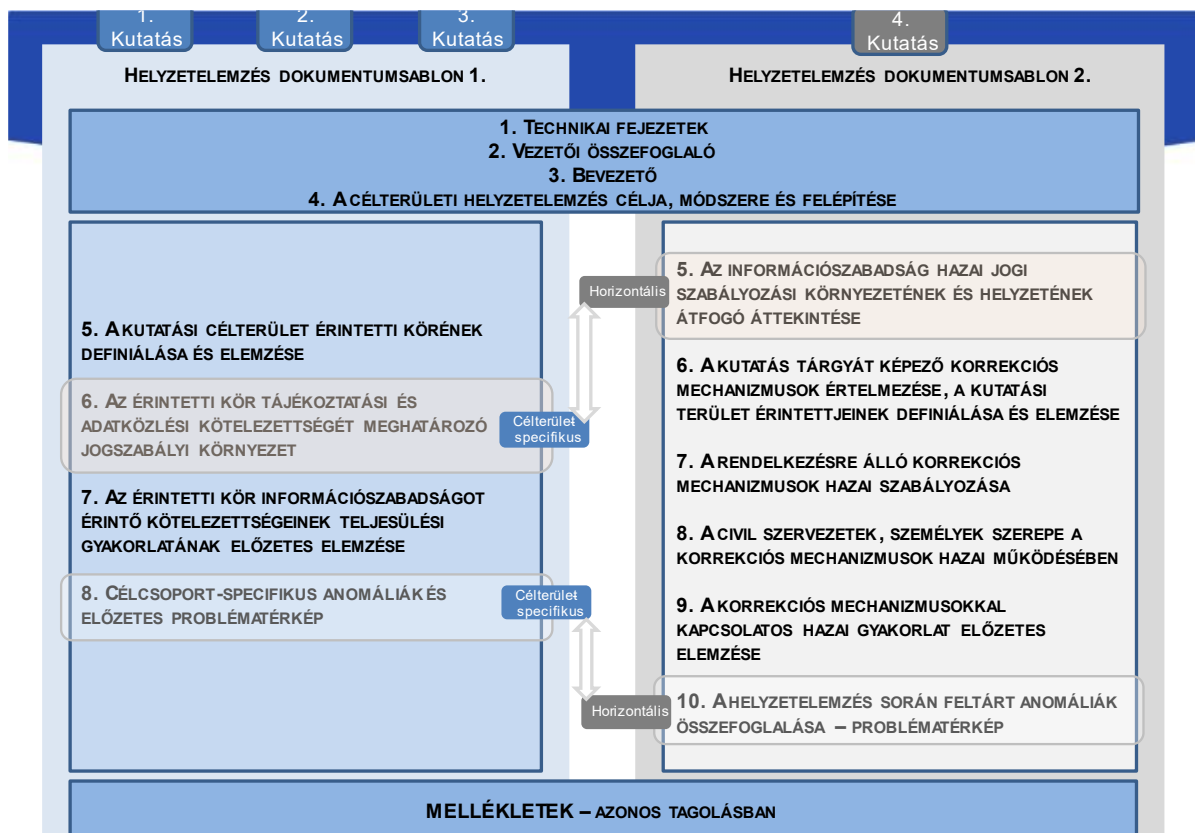 1.
Kutatás
2.
Kutatás
3.
Kutatás
4.
Kutatás
HELYZETELEMZÉS DOKUMENTUMSABLON 1.
HELYZETELEMZÉS DOKUMENTUMSABLON 2.
1. TECHNIKAI FEJEZETEK
2. VEZETŐI ÖSSZEFOGLALÓ
3. BEVEZETŐ
4. A CÉLTERÜLETI HELYZETELEMZÉS CÉLJA, MÓDSZERE ÉS FELÉPÍTÉSE
5. A KUTATÁSI CÉLTERÜLET ÉRINTETTI KÖRÉNEK
DEFINIÁLÁSA ÉS ELEMZÉSE
6. AZ ÉRINTETTI KÖR TÁJÉKOZTATÁSI ÉS
ADATKÖZLÉSI KÖTELEZETTSÉGÉT MEGHATÁROZÓ
JOGSZABÁLYI KÖRNYEZET
7. AZ ÉRINTETTI KÖR INFORMÁCIÓSZABADSÁGOT
ÉRINTŐ KÖTELEZETTSÉGEINEK TELJESÜLÉSI
GYAKORLATÁNAK ELŐZETES ELEMZÉSE
8. CÉLCSOPORT-SPECIFIKUS ANOMÁLIÁK ÉS
ELŐZETES PROBLÉMATÉRKÉP
Horizontális
Célterület-
specifikus
Célterület-
specifikus
Horizontális
5. AZ INFORMÁCIÓSZABADSÁG HAZAI JOGI
SZABÁLYOZÁSI KÖRNYEZETÉNEK ÉS HELYZETÉNEK
ÁTFOGÓ ÁTTEKINTÉSE
6. A KUTATÁS TÁRGYÁT KÉPEZŐ KORREKCIÓS
MECHANIZMUSOK ÉRTELMEZÉSE, A KUTATÁSI
TERÜLET ÉRINTETTJEINEK DEFINIÁLÁSA ÉS ELEMZÉSE
7. A RENDELKEZÉSRE ÁLLÓ KORREKCIÓS
MECHANIZMUSOK HAZAI SZABÁLYOZÁSA
8. A CIVIL SZERVEZETEK, SZEMÉLYEK SZEREPE A
KORREKCIÓS MECHANIZMUSOK HAZAI MŰKÖDÉSÉBEN
9. A KORREKCIÓS MECHANIZMUSOKKAL
KAPCSOLATOS HAZAI GYAKORLAT ELŐZETES
ELEMZÉSE
10. A HELYZETELEMZÉS SORÁN FELTÁRT ANOMÁLIÁK
ÖSSZEFOGLALÁSA – PROBLÉMATÉRKÉP
MELLÉKLETEK – AZONOS TAGOLÁSBAN